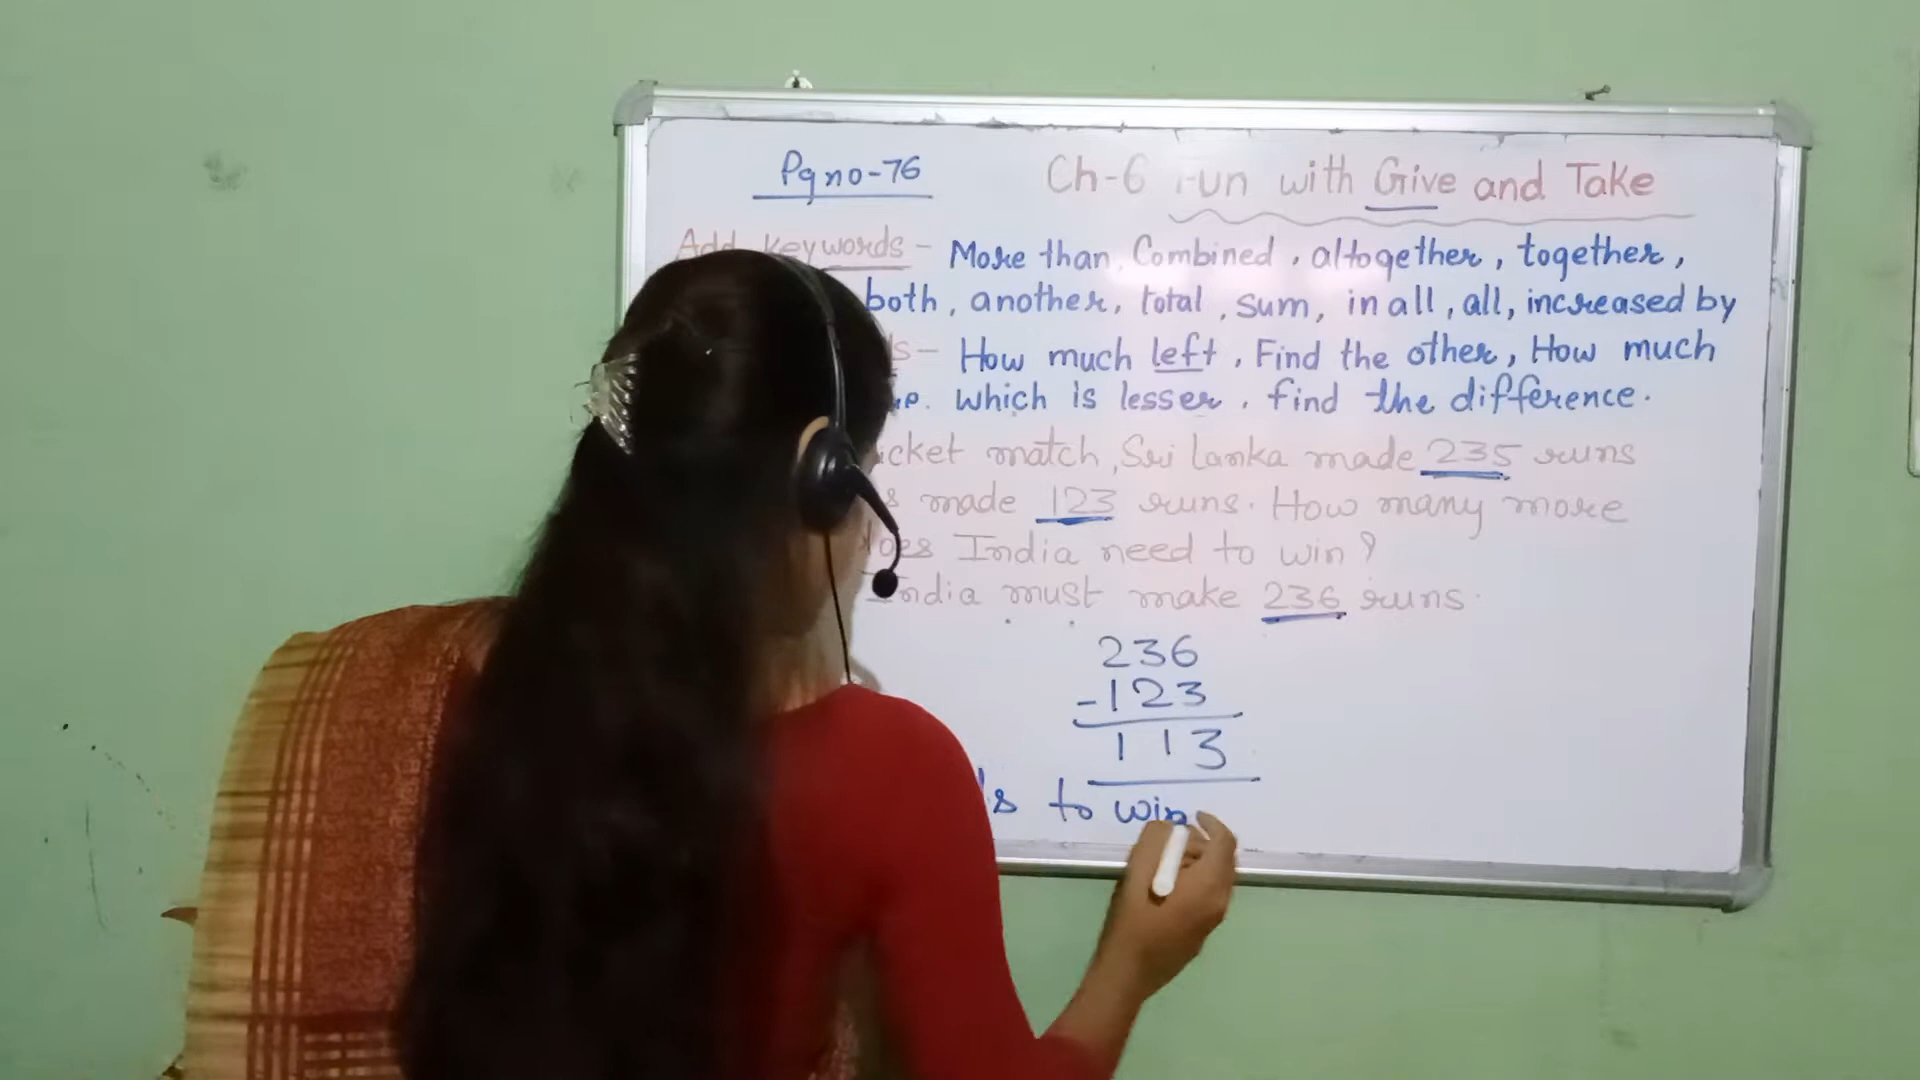 Pg no-76
Ch-6 Fun with Give and Take
Add keywords - More than, Combined, altogether, together,
both, another, total, sum, in all, all, increased by
- How much left, Find the other, How much
which is lesser, find the difference.
match, Sri Lanka made 235 runs
made 123 runs. How many more
does India need to win?
India must make 236 runs.
236
-123
113
to win